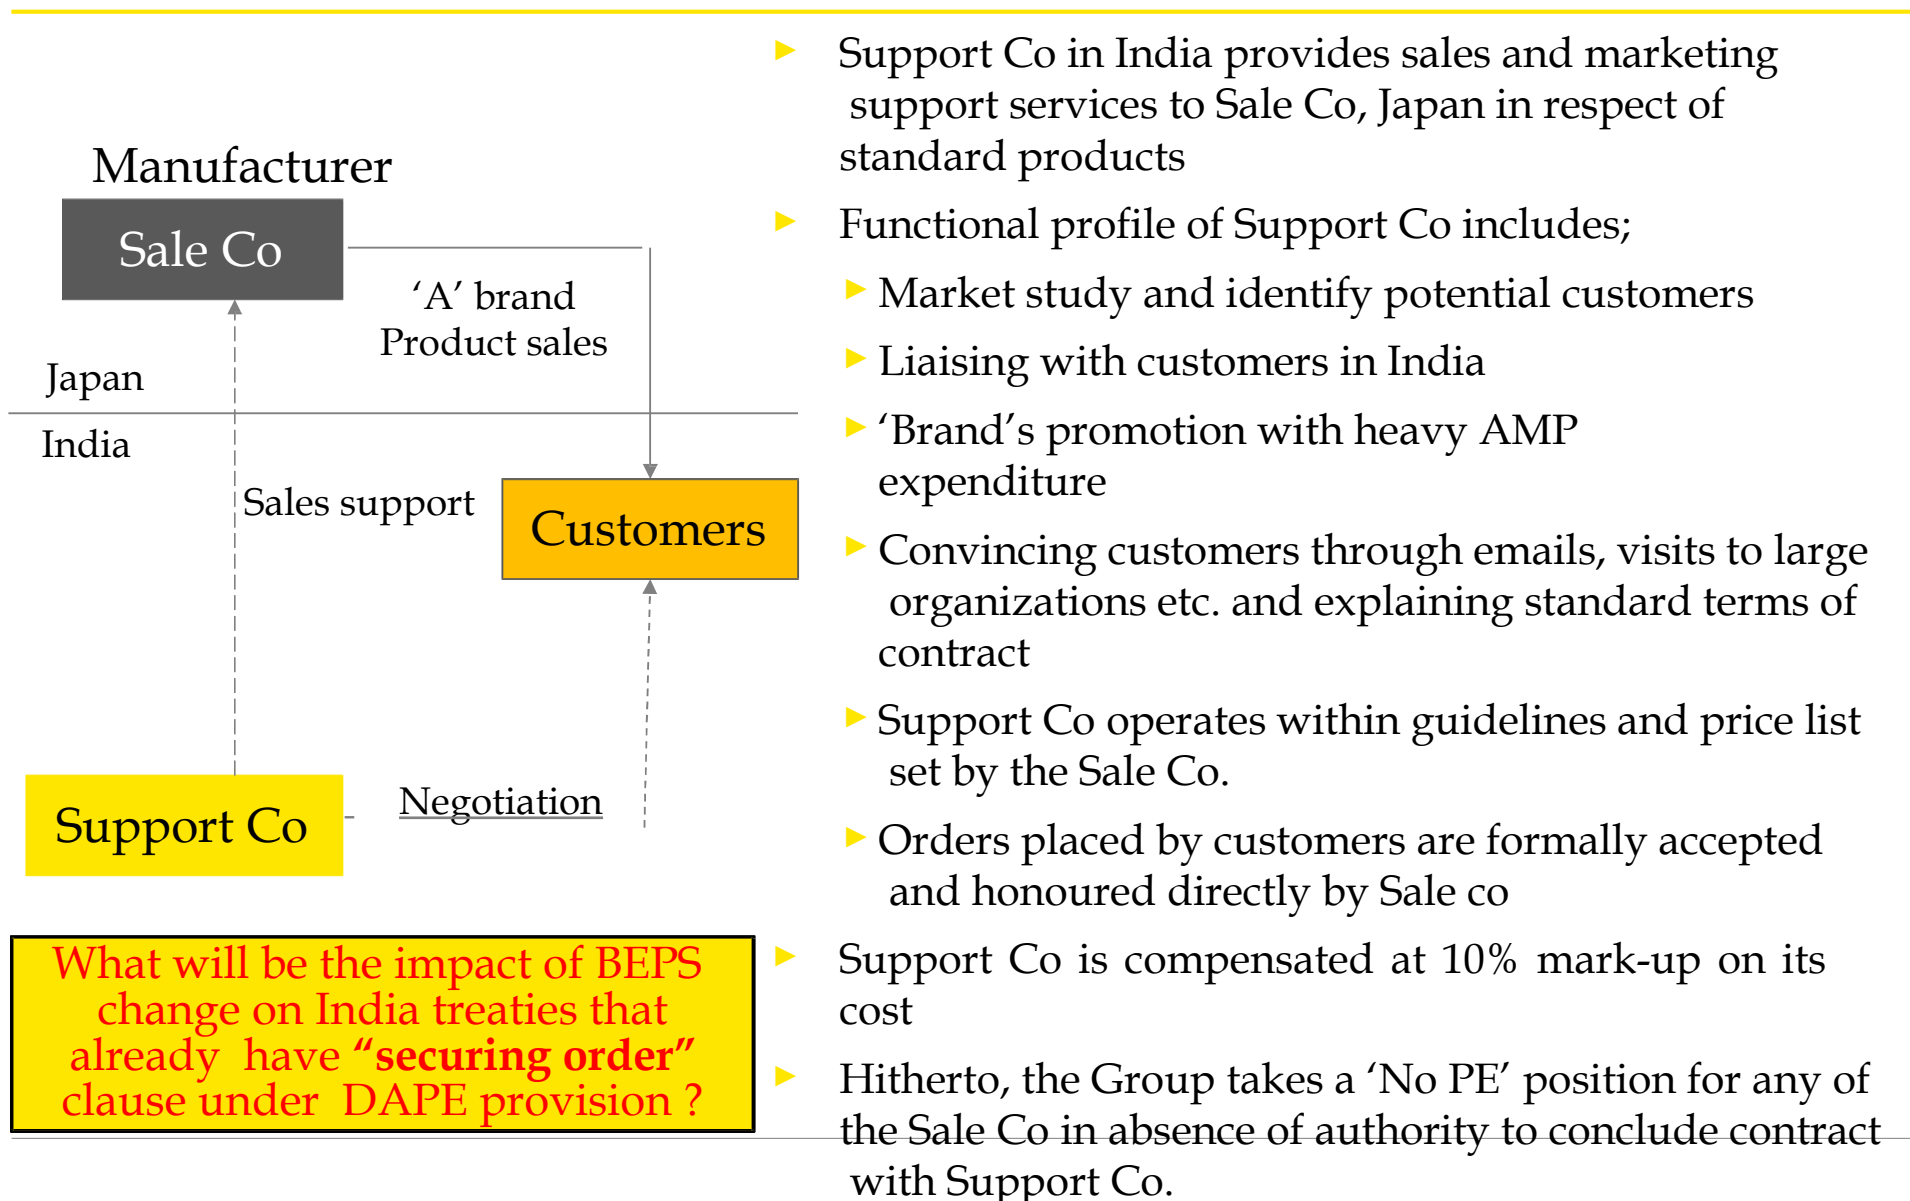 Manufacturer
Sale Co
‘A’ brand
Product sales
Japan
India
Sales support
Customers
Support Co
Negotiation
What will be the impact of BEPS
change on India treaties that
already have “securing order”
clause under DAPE provision ?
Support Co in India provides sales and marketing
support services to Sale Co, Japan in respect of
standard products
Functional profile of Support Co includes;
Market study and identify potential customers
Liaising with customers in India
‘Brand’s promotion with heavy AMP
expenditure
Convincing customers through emails, visits to large
organizations etc. and explaining standard terms of
contract
Support Co operates within guidelines and price list
set by the Sale Co.
Orders placed by customers are formally accepted
and honoured directly by Sale co
Support Co is compensated at 10% mark-up on its
cost
Hitherto, the Group takes a ‘No PE’ position for any of
the Sale Co in absence of authority to conclude contract
with Support Co.